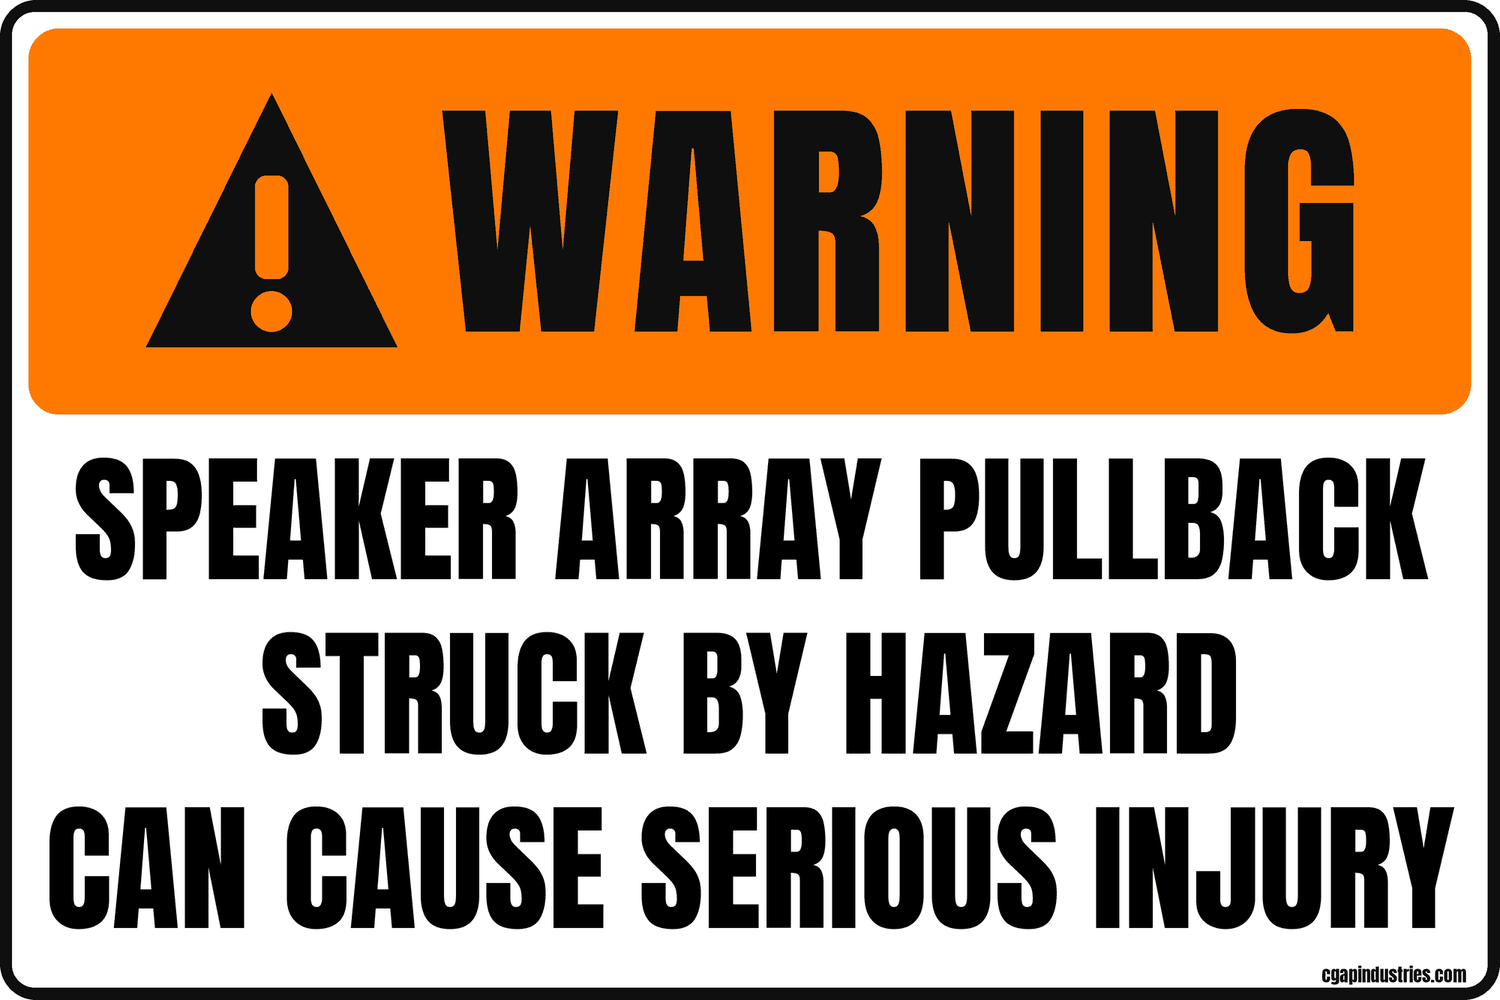 WARNING
SPEAKER ARRAY PULLBACK
STRUCK BY HAZARD
CAN CAUSE SERIOUS INJURY
cgapindustries.com